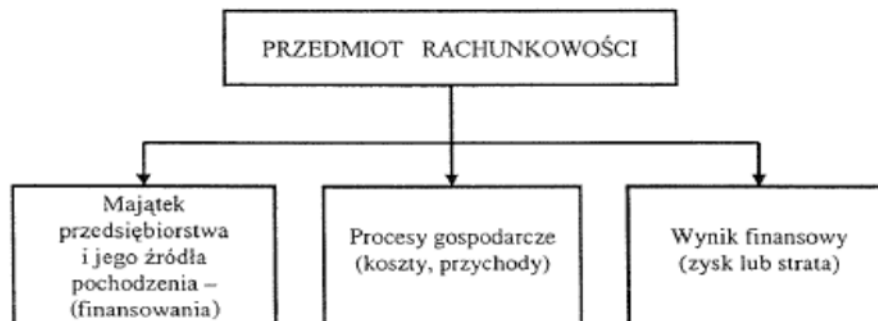 PRZEDMIOT RACHUNKOWOŚCI
Majątek
przedsiębiorstwa
i jego źródła
pochodzenia –
(finansowania)
Procesy gospodarcze
(koszty, przychody)
Wynik finansowy
(zysk lub strata)